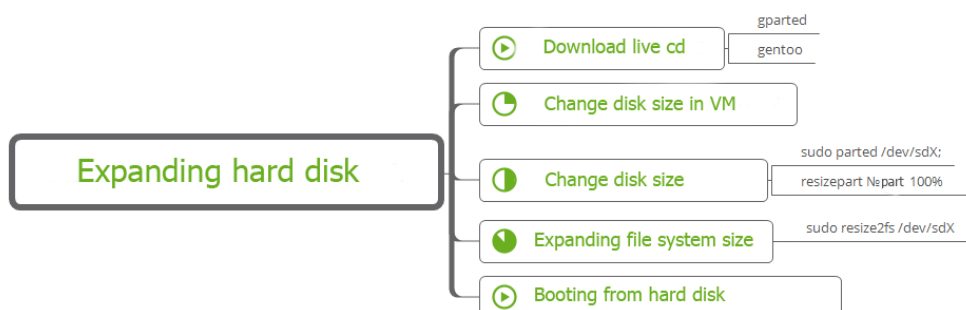 Expanding hard disk
Download live cd
gparted
gentoo
Change disk size in VM
Change disk size
sudo parted /dev/sdX;
resizepart №part 100%
Expanding file system size
sudo resize2fs /dev/sdX
Booting from hard disk